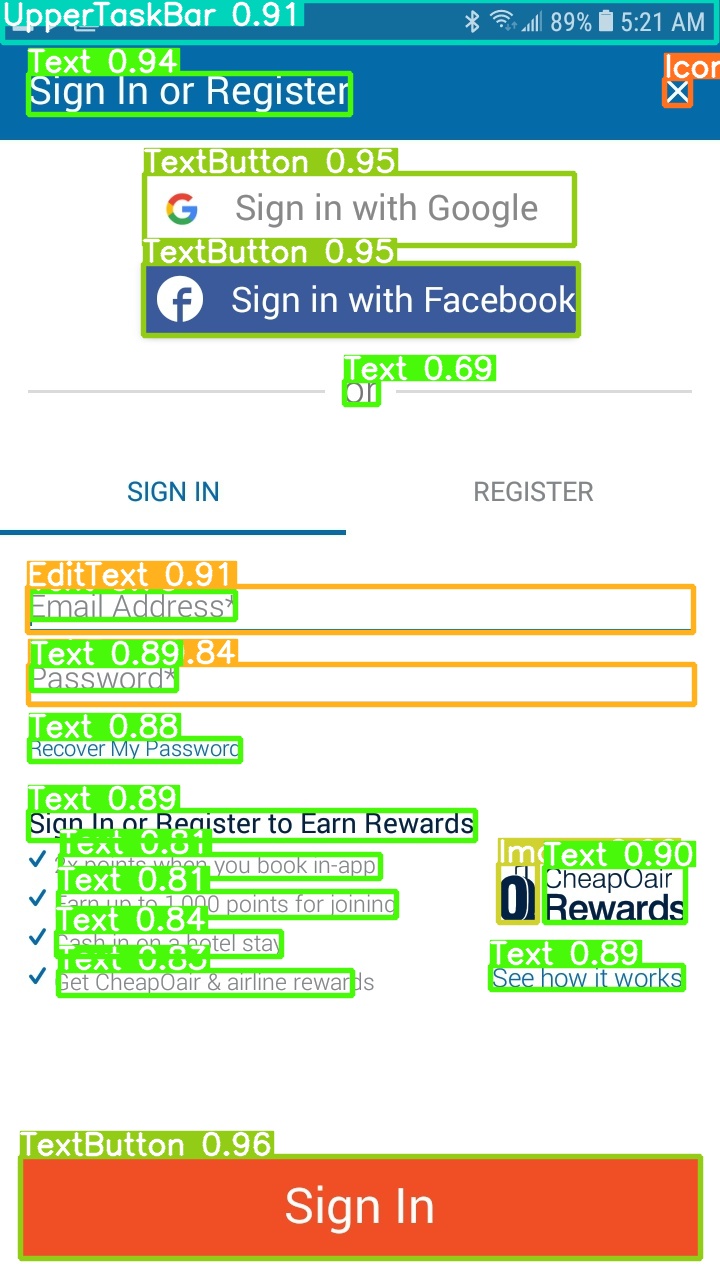 UpperTaskBar 0.91
89% 5:21 AM
Text 0.94
Icon
Sign In or Register
TextButton 0.95
Sign in with Google
TextButton 0.95
Sign in with Facebook
Text 0.69
or
SIGN IN REGISTER
EditText 0.91
Email Address*
Text 0.89 .84
Password*
Text 0.88
Recover My Password
Text 0.89
Sign In or Register to Earn Rewards
Text 0.81
2x points when you book in-app
Text 0.81
Earn up to 1,000 points for joining
Text 0.84
Cash in on a hotel stay
Text 0.83
Get CheapOair & airline rewards
Text 0.90
CheapOair
Rewards
Text 0.89
See how it works
TextButton 0.96
Sign In